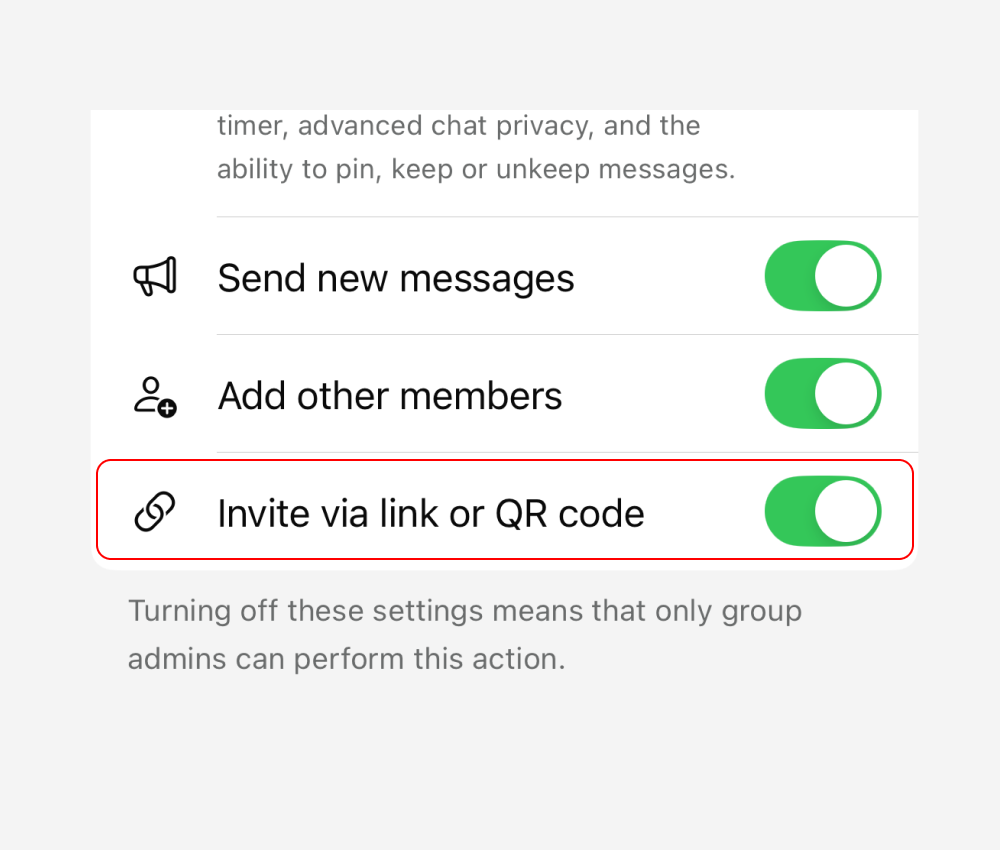 timer, advanced chat privacy, and the
ability to pin, keep or unkeep messages.
Send new messages
Add other members
Invite via link or QR code
Turning off these settings means that only group
admins can perform this action.